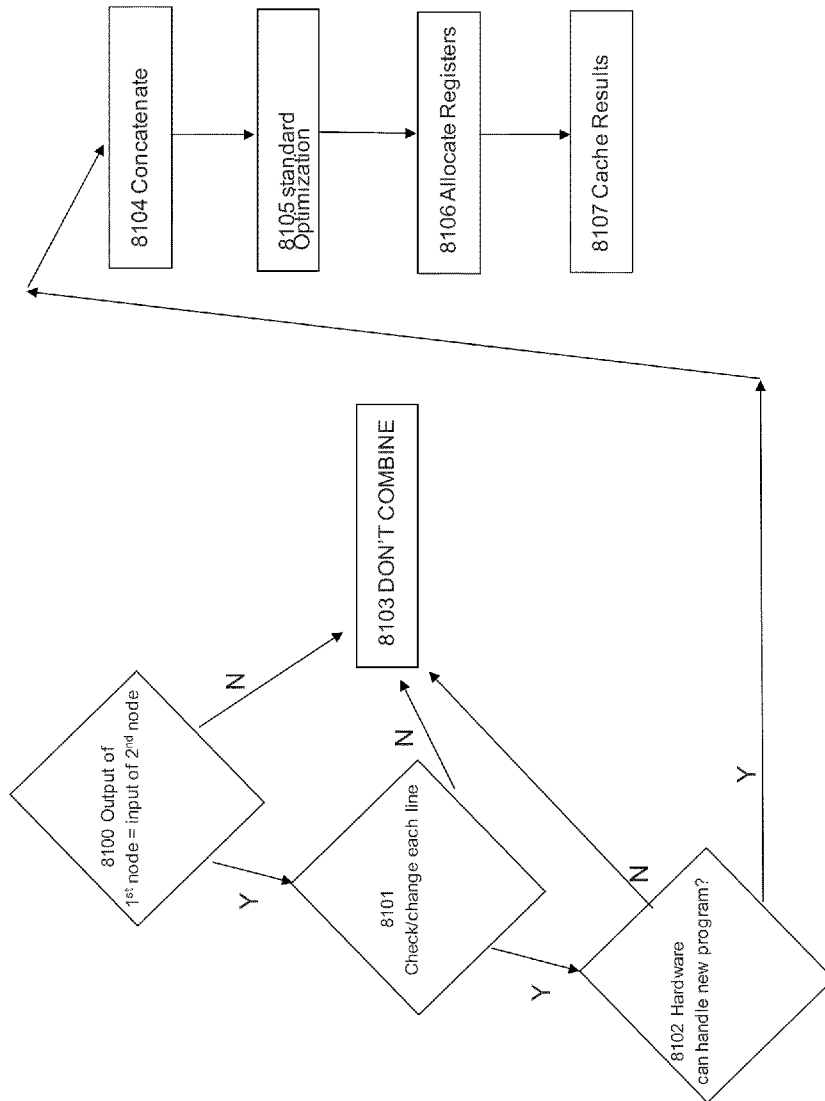 8100 Output of
1st node = input of 2nd node
N
Y
8101
Check/change each line
N
Y
8102 Hardware
can handle new program?
N
Y
8103 DON'T COMBINE
8104 Concatenate
8105 standard
Optimization
8106 Allocate Registers
8107 Cache Results